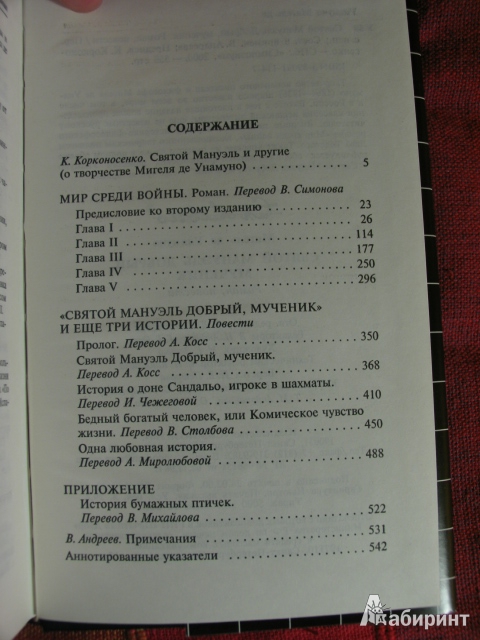 СОДЕРЖАНИЕ
К. Корконосенко. Святой Мануэль и другие
(о творчестве Мигеля де Унамуно) . . . . . . . . . . . . . . . . 5
МИР СРЕДИ ВОЙНЫ. Роман. Перевод В. Симонова
Предисловие ко второму изданию . . . . . . . . . . . . 23
Глава I . . . . . . . . . . . . . . . . . . . . . . . . . . . . . . 26
Глава II . . . . . . . . . . . . . . . . . . . . . . . . . . . . . 114
Глава III . . . . . . . . . . . . . . . . . . . . . . . . . . . . 177
Глава IV . . . . . . . . . . . . . . . . . . . . . . . . . . . . 250
Глава V . . . . . . . . . . . . . . . . . . . . . . . . . . . . . 296
«СВЯТОЙ МАНУЭЛЬ ДОБРЫЙ, МУЧЕНИК»
И ЕЩЕ ТРИ ИСТОРИИ. Повести
Пролог. Перевод А. Косс . . . . . . . . . . . . . . . . . . 350
Святой Мануэль Добрый, мученик.
Перевод А. Косс . . . . . . . . . . . . . . . . . . . . . . . . 368
История о доне Сандальо, игроке в шахматы.
Перевод И. Чежеговой . . . . . . . . . . . . . . . . . . . . 410
Бедный богатый человек, или Комическое чувство
жизни. Перевод В. Столбова . . . . . . . . . . . . . . . . 450
Одна любовная история.
Перевод А. Миролюбовой . . . . . . . . . . . . . . . . . . 488
ПРИЛОЖЕНИЕ
История бумажных птичек.
Перевод В. Михайлова . . . . . . . . . . . . . . . . . . . . 522
В. Андреев. Примечания . . . . . . . . . . . . . . . . . . . . 531
Аннотированные указатели . . . . . . . . . . . . . . . . . . 542
Лабиринт